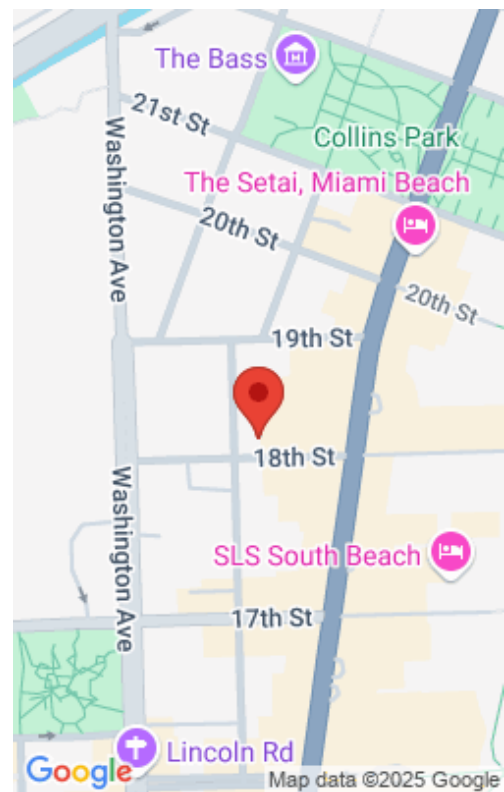 The Bass
21st St
Collins Park
Washington Ave
The Setai, Miami Beach
20th St
20th St
19th St
18th St
Washington Ave
SLS South Beach
17th St
Lincoln Rd
Google
Map data ©2025 Google